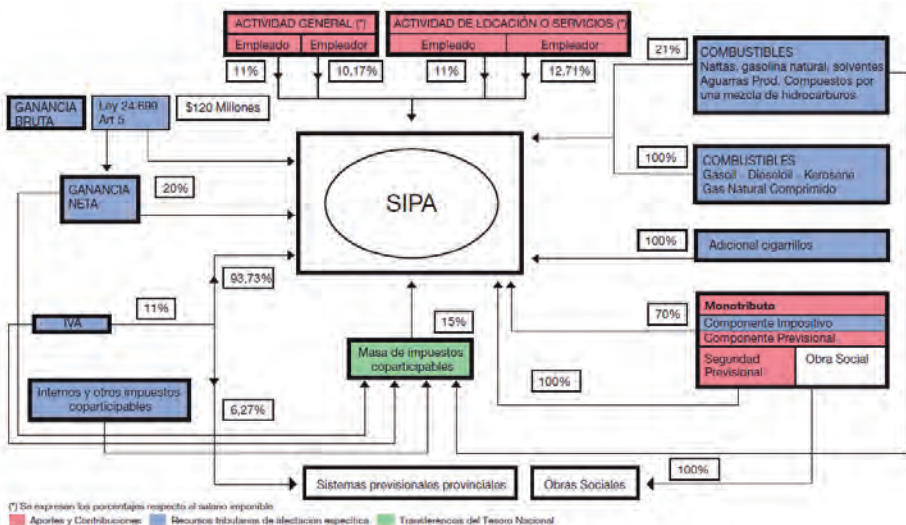 ACTIVIDAD GENERAL (*)
Empleado
Empleador
11%
10,17%
ACTIVIDAD DE LOCACIÓN O SERVICIOS (*)
Empleado
Empleador
11%
12,71%
21%
COMBUSTIBLES
Naftas, gasolina natural, solventes
Aguarras Prod. Compuestos por
una mezcla de hidrocarburos
GANANCIA
BRUTA
Ley 24.699
Art 5
$120 Millones
100%
COMBUSTIBLES
Gasoil - Dieseloil - Kerosene
Gas Natural Comprimido
GANANCIA
NETA
20%
SIPA
100%
Adicional cigarrillos
93,73%
11%
IVA
15%
Masa de impuestos
coparticipables
70%
Monotributo
Componente Impositivo
Componente Previsional
Seguridad
Previsional
Obra Social
100%
Internos y otros impuestos
coparticipables
6,27%
Sistemas previsionales provinciales
Obras Sociales
100%
(*) Se expresan los porcentajes respecto al salario imponible
Aportes y Contribuciones
Recursos tributarios de afectación específica
Transferencias del Tesoro Nacional